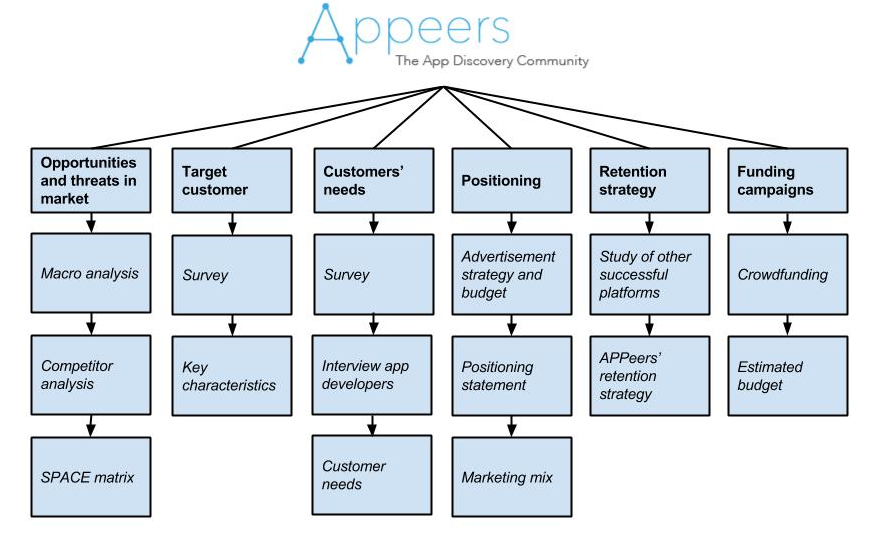 Appeers
The App Discovery Community
Opportunities
and threats in
market
Target
customer
Customers’
needs
Positioning
Retention
strategy
Funding
campaigns
Macro analysis
Survey
Survey
Advertisement
strategy and
budget
Study of other
successful
platforms
Crowdfunding
Competitor
analysis
Key
characteristics
Interview app
developers
Positioning
statement
APPeers’
retention
strategy
Estimated
budget
SPACE matrix
Customer
needs
Marketing mix